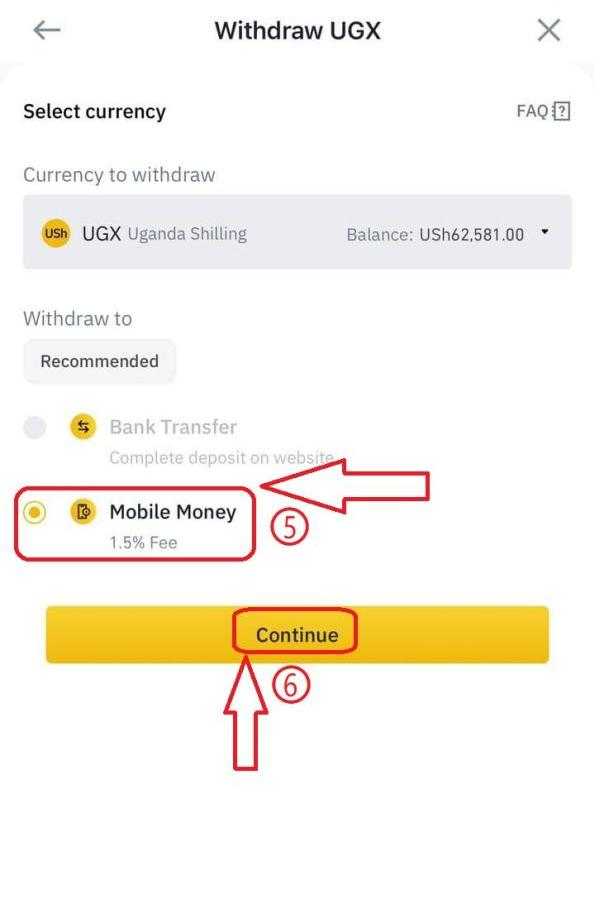 Withdraw UGX
Select currency
FAQ
Currency to withdraw
USh UGX Uganda Shilling Balance: USh62,581.00
Withdraw to
Recommended
Bank Transfer
Complete deposit on website
Mobile Money
1.5% Fee
⑤
Continue
⑥